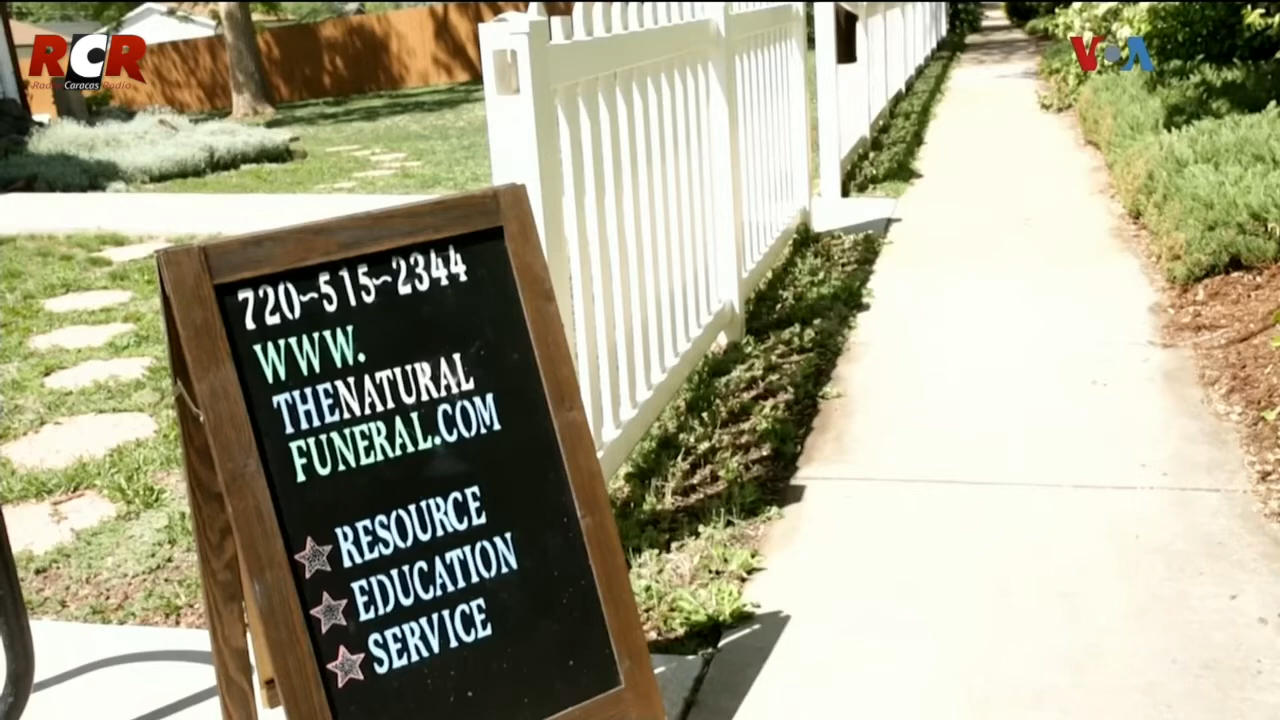 RCR
Radio Caracas Radio
VOA
720-515-2344
WWW.
THENATURAL
FUNERAL.COM
RESOURCE
EDUCATION
SERVICE